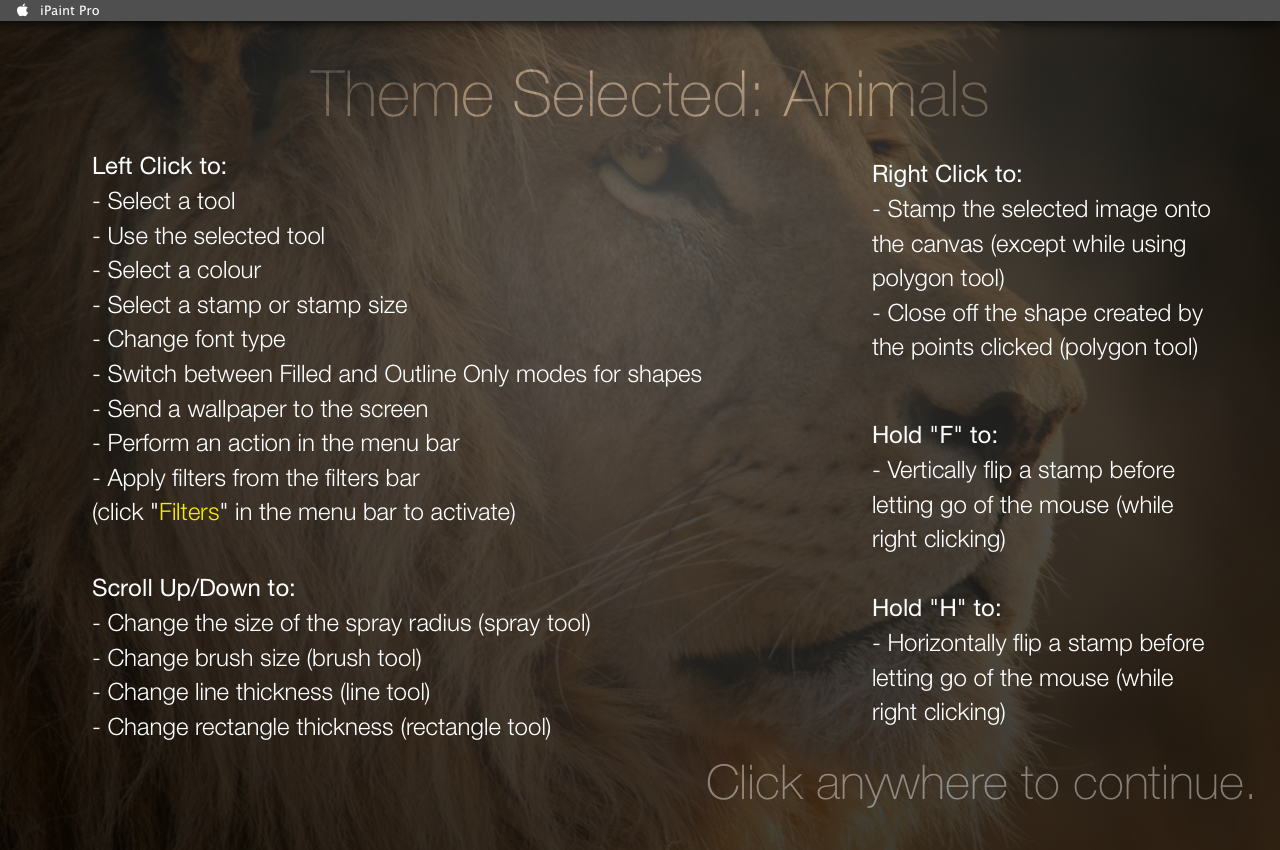 iPaint Pro
Theme Selected: Animals
Left Click to:
- Select a tool
- Use the selected tool
- Select a colour
- Select a stamp or stamp size
- Change font type
- Switch between Filled and Outline Only modes for shapes
- Send a wallpaper to the screen
- Perform an action in the menu bar
- Apply filters from the filters bar
(click "Filters" in the menu bar to activate)
Scroll Up/Down to:
- Change the size of the spray radius (spray tool)
- Change brush size (brush tool)
- Change line thickness (line tool)
- Change rectangle thickness (rectangle tool)
Right Click to:
- Stamp the selected image onto
the canvas (except while using
polygon tool)
- Close off the shape created by
the points clicked (polygon tool)
Hold "F" to:
- Vertically flip a stamp before
letting go of the mouse (while
right clicking)
Hold "H" to:
- Horizontally flip a stamp before
letting go of the mouse (while
right clicking)
Click anywhere to continue.